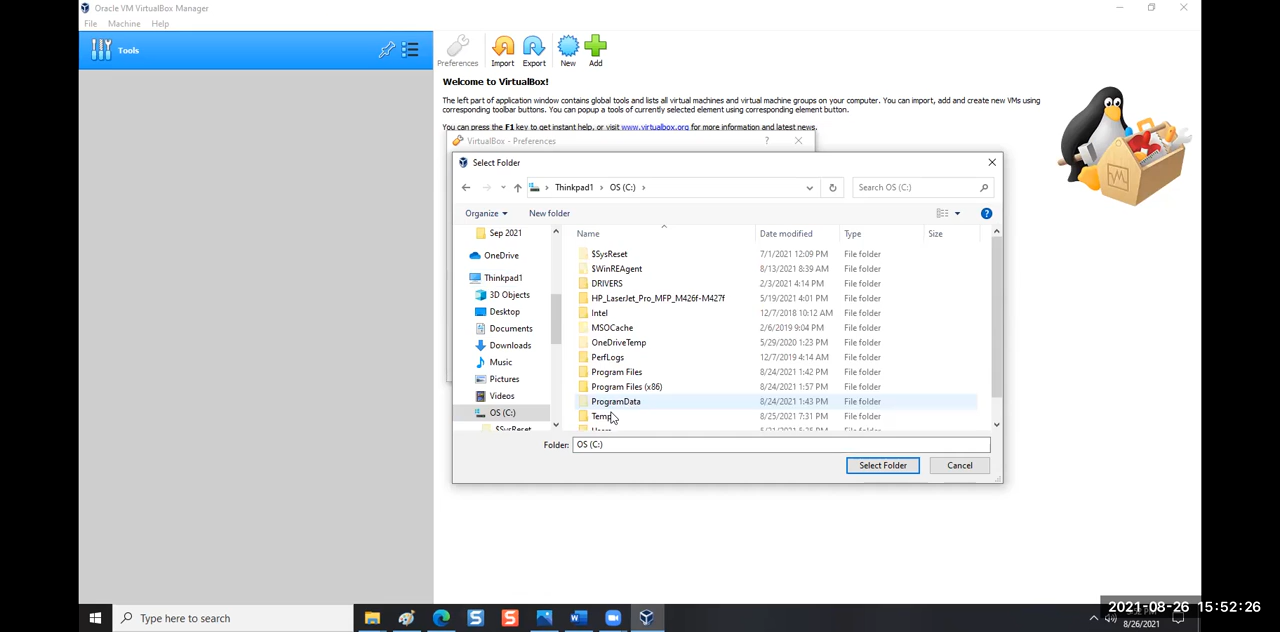 Oracle VM VirtualBox Manager
File Machine Help
Tools
Preferences Import Export New Add
Welcome to VirtualBox!
The left part of application window contains global tools and lists all virtual machines and virtual machine groups on your computer. You can import, add and create new VMs using
corresponding toolbar buttons. You can popup a tools of currently selected element using corresponding element button.
You can press the F1 key to get instant help, or visit www.virtualbox.org for more information and latest news.
VirtualBox - Preferences ?
Select Folder
Thinkpad1 › OS (C:) ›
Search OS (C:)
Organize New folder
Name Date modified Type Size
Sep 2021
OneDrive
Thinkpad1
3D Objects
Desktop
Documents
Downloads
Music
Pictures
Videos
OS (C:)
$SysReset
$SysReset 7/1/2021 12:09 PM File folder
$WinREAgent 8/13/2021 8:39 AM File folder
DRIVERS 2/3/2021 4:14 PM File folder
HP_LaserJet_Pro_MFP_M426f-M427f 5/19/2021 4:01 PM File folder
Intel 12/7/2018 10:12 AM File folder
MSOCache 2/6/2019 9:04 PM File folder
OneDriveTemp 5/29/2020 1:23 PM File folder
PerfLogs 12/7/2019 4:14 AM File folder
Program Files 8/24/2021 1:42 PM File folder
Program Files (x86) 8/24/2021 1:57 PM File folder
ProgramData 8/24/2021 1:43 PM File folder
Temp 8/25/2021 7:31 PM File folder
Users File folder
Folder: OS (C:)
Select Folder Cancel
Type here to search
2021-08-26 15:52:26
8/26/2021